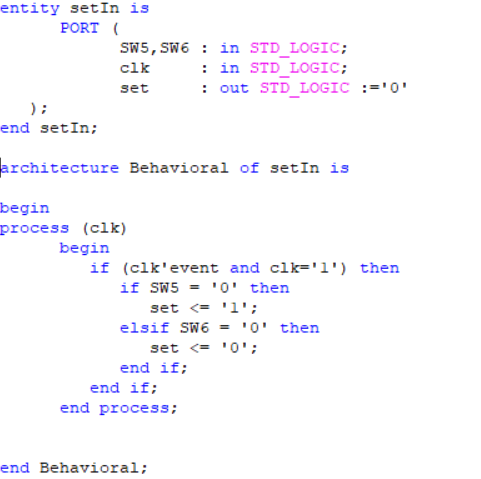 entity setIn is
PORT (
SW5,SW6 : in STD_LOGIC;
clk : in STD_LOGIC;
set : out STD_LOGIC :='0'
);
end setIn;
architecture Behavioral of setIn is
begin
process (clk)
begin
if (clk'event and clk='1') then
if SW5 = '0' then
set <= '1';
elsif SW6 = '0' then
set <= '0';
end if;
end if;
end process;
end Behavioral;